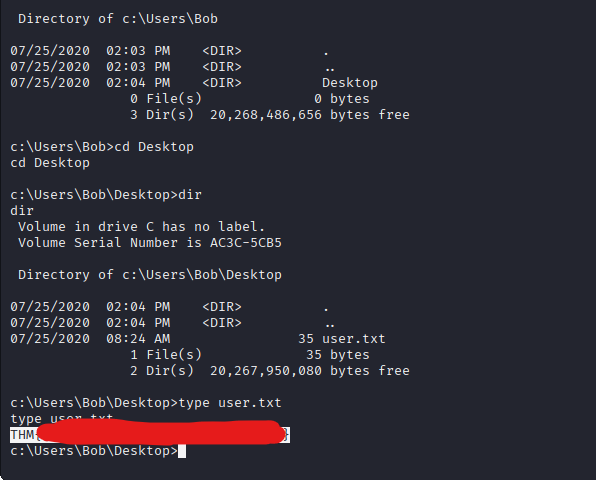 Directory of c:\Users\Bob
07/25/2020  02:03 PM    <DIR>          .
07/25/2020  02:03 PM    <DIR>          ..
07/25/2020  02:04 PM    <DIR>          Desktop
0 File(s)              0 bytes
3 Dir(s)  20,268,486,656 bytes free
c:\Users\Bob>cd Desktop
cd Desktop
c:\Users\Bob\Desktop>dir
dir
Volume in drive C has no label.
Volume Serial Number is AC3C-5CB5
Directory of c:\Users\Bob\Desktop
07/25/2020  02:04 PM    <DIR>          .
07/25/2020  02:04 PM    <DIR>          ..
07/25/2020  08:24 AM                35 user.txt
1 File(s)             35 bytes
2 Dir(s)  20,267,950,080 bytes free
c:\Users\Bob\Desktop>type user.txt
type user.txt
THM{ }
c:\Users\Bob\Desktop>